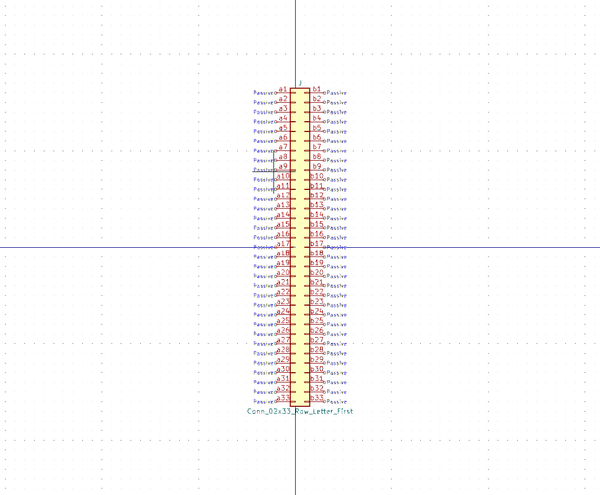 J
Passive a1 b1 Passive
Passive a2 b2 Passive
Passive a3 b3 Passive
Passive a4 b4 Passive
Passive a5 b5 Passive
Passive a6 b6 Passive
Passive a7 b7 Passive
Passive a8 b8 Passive
Passive a9 b9 Passive
Passive a10 b10 Passive
Passive a11 b11 Passive
Passive a12 b12 Passive
Passive a13 b13 Passive
Passive a14 b14 Passive
Passive a15 b15 Passive
Passive a16 b16 Passive
Passive a17 b17 Passive
Passive a18 b18 Passive
Passive a19 b19 Passive
Passive a20 b20 Passive
Passive a21 b21 Passive
Passive a22 b22 Passive
Passive a23 b23 Passive
Passive a24 b24 Passive
Passive a25 b25 Passive
Passive a26 b26 Passive
Passive a27 b27 Passive
Passive a28 b28 Passive
Passive a29 b29 Passive
Passive a30 b30 Passive
Passive a31 b31 Passive
Passive a32 b32 Passive
Passive a33 b33 Passive
Conn_02x33_Row_Letter_First